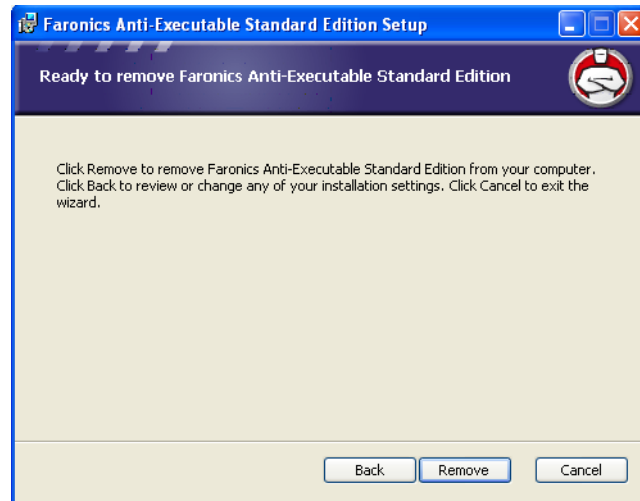 Faronics Anti-Executable Standard Edition Setup
Ready to remove Faronics Anti-Executable Standard Edition
Click Remove to remove Faronics Anti-Executable Standard Edition from your computer.
Click Back to review or change any of your installation settings. Click Cancel to exit the
wizard.
Back Remove Cancel